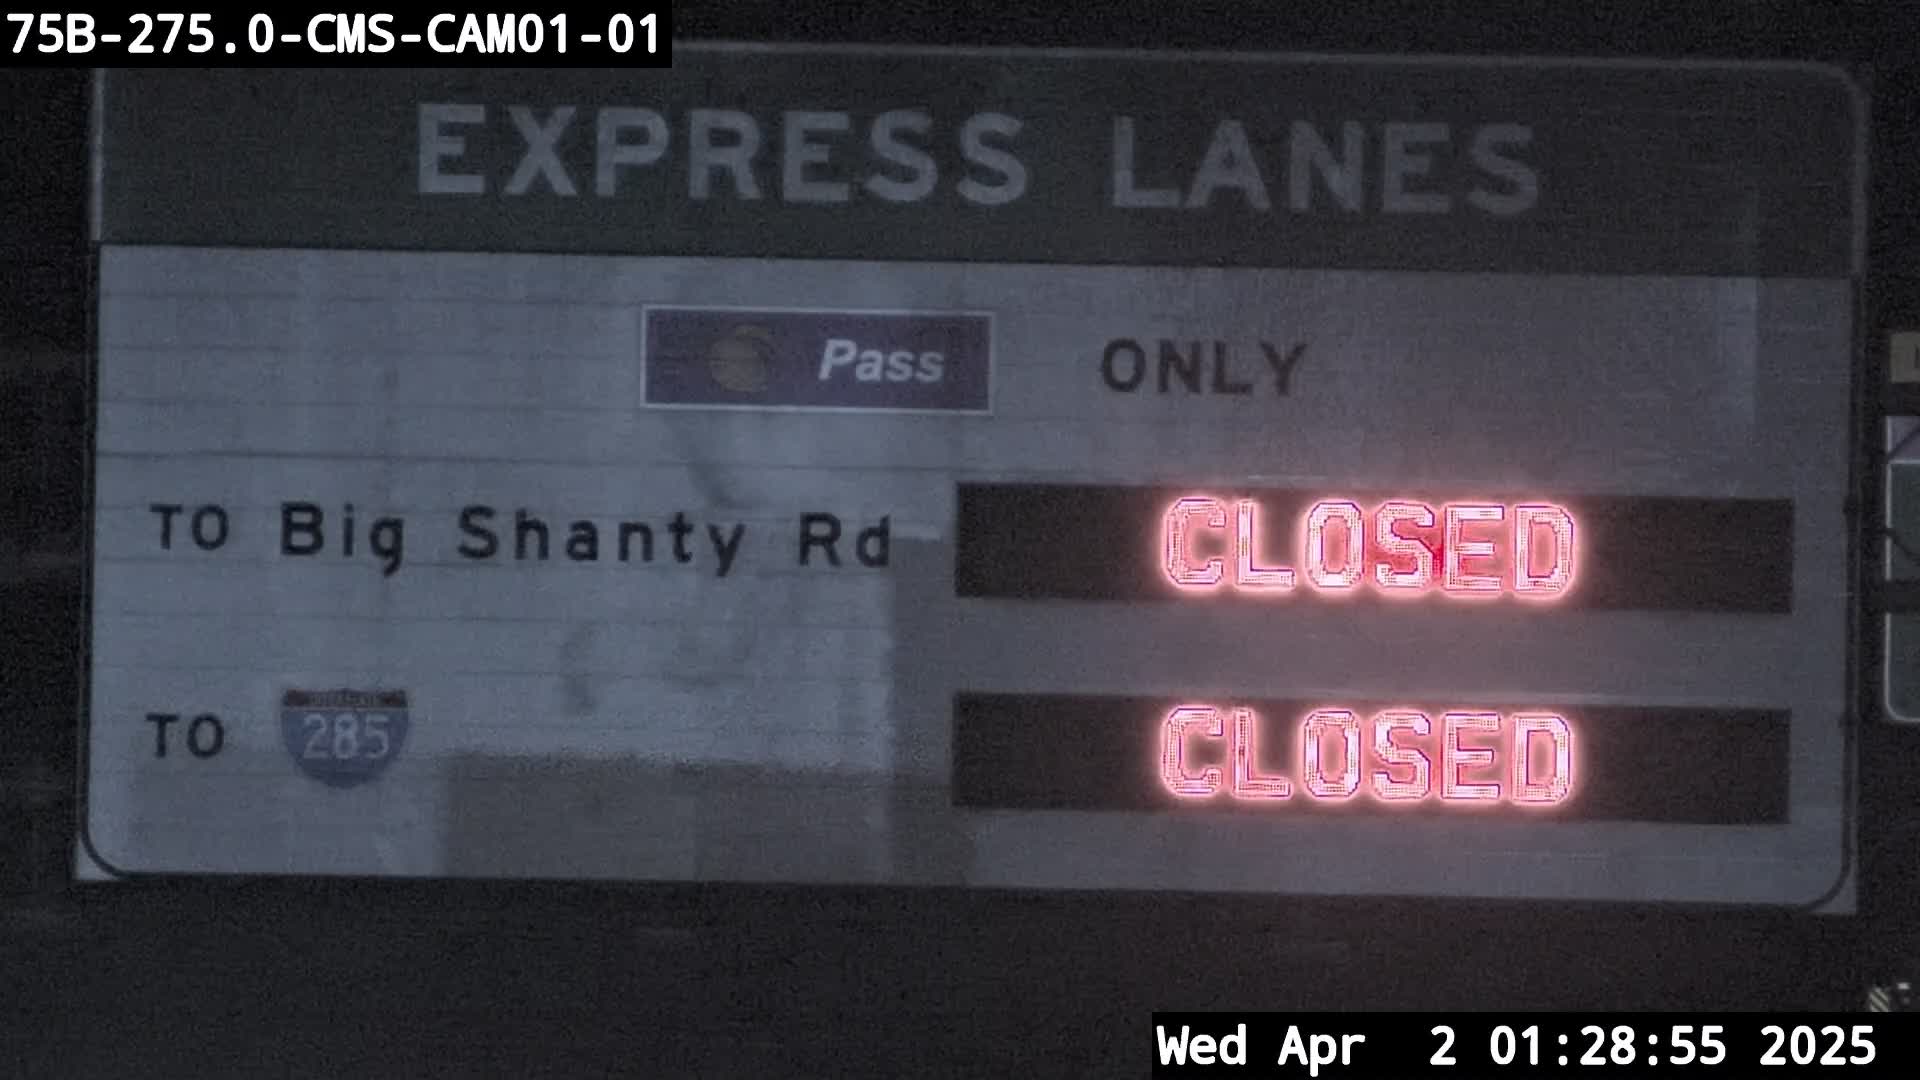 75B-275.0-CMS-CAM01-01
EXPRESS LANES
Pass ONLY
TO Big Shanty Rd CLOSED
TO 285 CLOSED
Wed Apr 2 01:28:55 2025